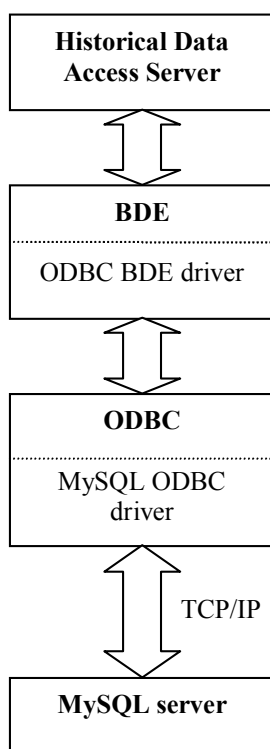 Historical Data
Access Server
BDE
ODBC BDE driver
ODBC
MySQL ODBC
driver
TCP/IP
MySQL server